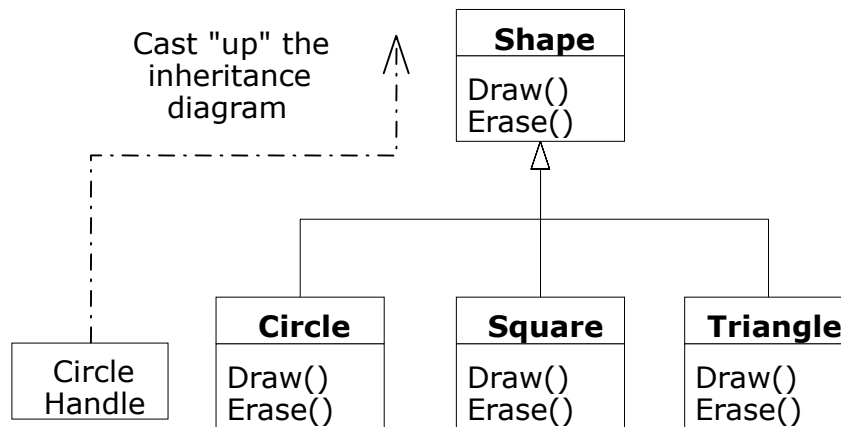 Cast "up" the
inheritance
diagram
Shape
Draw()
Erase()
Circle
Handle
Circle
Draw()
Erase()
Square
Draw()
Erase()
Triangle
Draw()
Erase()